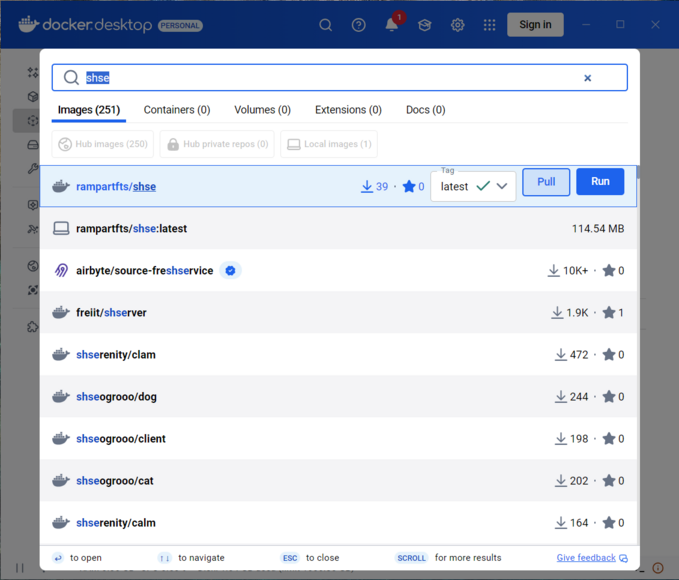 docker.desktop PERSONAL 1 Sign in
shse
Images (251) Containers (0) Volumes (0) Extensions (0) Docs (0)
Hub images (250) Hub private repos (0) Local images (1)
Tag
rampartfts/shse 39 · 0 latest Pull Run
rampartfts/shse:latest 114.54 MB
airbyte/source-freshservice 10K+ · 0
freiit/shserver 1.9K · 1
shserenity/clam 472 · 0
shseogrooo/dog 244 · 0
shseogrooo/client 198 · 0
shseogrooo/cat 202 · 0
shserenity/calm 164 · 0
to open to navigate ESC to close SCROLL for more results Give feedback